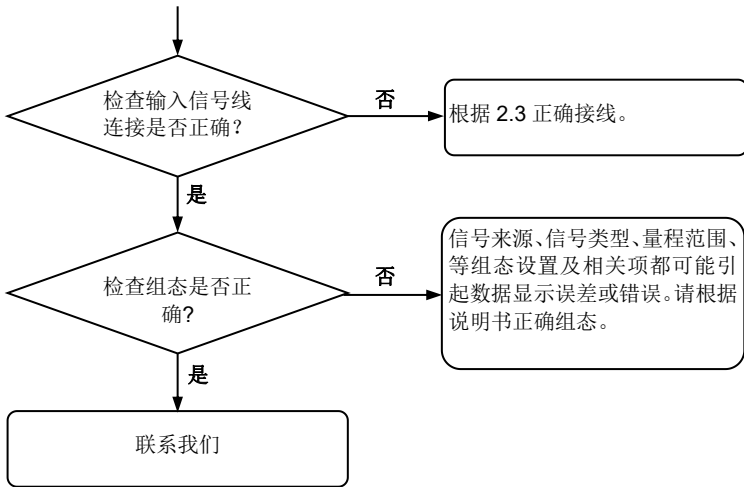 检查输入信号线
连接是否正确？
否
根据 2.3 正确接线。
是
检查组态是否正
确?
否
信号来源、信号类型、量程范围、
等组态设置及相关项都可能引
起数据显示误差或错误。请根据
说明书正确组态。
是
联系我们